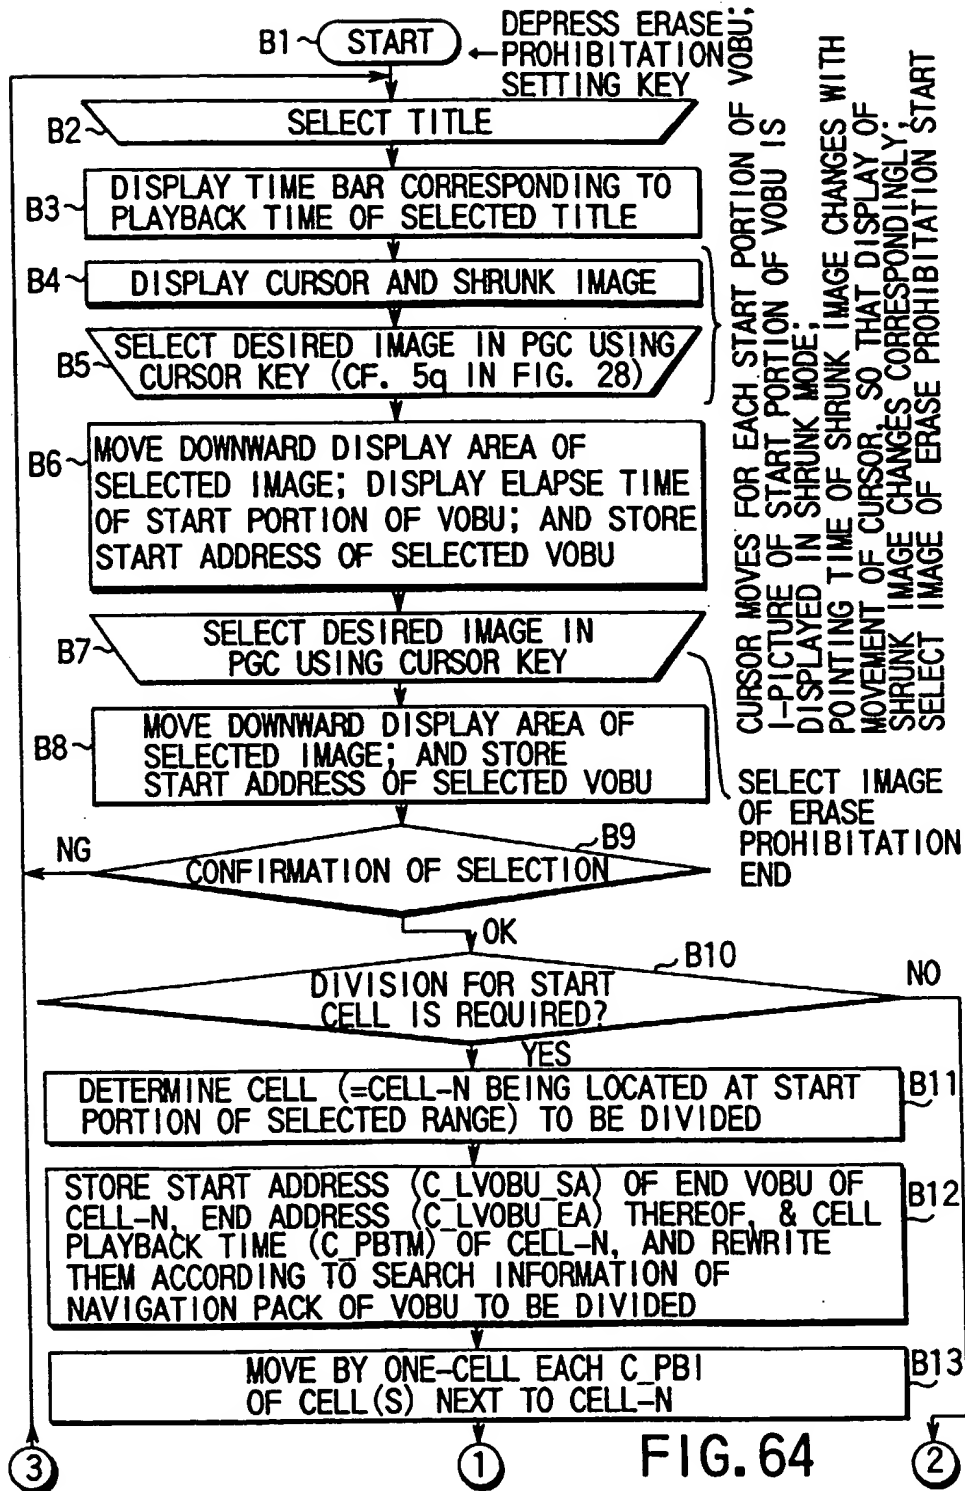 B1
START
DEPRESS ERASE
PROHIBITATION
SETTING KEY
B2
SELECT TITLE
B3
DISPLAY TIME BAR CORRESPONDING TO
PLAYBACK TIME OF SELECTED TITLE
B4
DISPLAY CURSOR AND SHRUNK IMAGE
B5
SELECT DESIRED IMAGE IN PGC USING
CURSOR KEY (CF. 5q IN FIG. 28)
CURSOR MOVES FOR EACH START PORTION OF VOBU;
I-PICTURE OF START PORTION OF VOBU IS
DISPLAYED IN SHRUNK MODE;
POINTING TIME OF SHRUNK IMAGE CHANGES WITH
MOVEMENT OF CURSOR, SO THAT DISPLAY OF
SHRUNK IMAGE CHANGES CORRESPONDINGLY;
SELECT IMAGE OF ERASE PROHIBITATION START
B6
MOVE DOWNWARD DISPLAY AREA OF
SELECTED IMAGE; DISPLAY ELAPSE TIME
OF START PORTION OF VOBU; AND STORE
START ADDRESS OF SELECTED VOBU
B7
SELECT DESIRED IMAGE IN
PGC USING CURSOR KEY
B8
MOVE DOWNWARD DISPLAY AREA OF
SELECTED IMAGE; AND STORE
START ADDRESS OF SELECTED VOBU
SELECT IMAGE
OF ERASE
PROHIBITATION
END
NG
B9
CONFIRMATION OF SELECTION
OK
B10
NO
DIVISION FOR START
CELL IS REQUIRED?
YES
DETERMINE CELL (=CELL-N BEING LOCATED AT START
PORTION OF SELECTED RANGE) TO BE DIVIDED
B11
STORE START ADDRESS (C_LVOBU_SA) OF END VOBU OF
CELL-N, END ADDRESS (C_LVOBU_EA) THEREOF, & CELL
PLAYBACK TIME (C_PBTM) OF CELL-N, AND REWRITE
THEM ACCORDING TO SEARCH INFORMATION OF
NAVIGATION PACK OF VOBU TO BE DIVIDED
B12
MOVE BY ONE-CELL EACH C_PBI
OF CELL(S) NEXT TO CELL-N
B13
3
1
FIG. 64
2